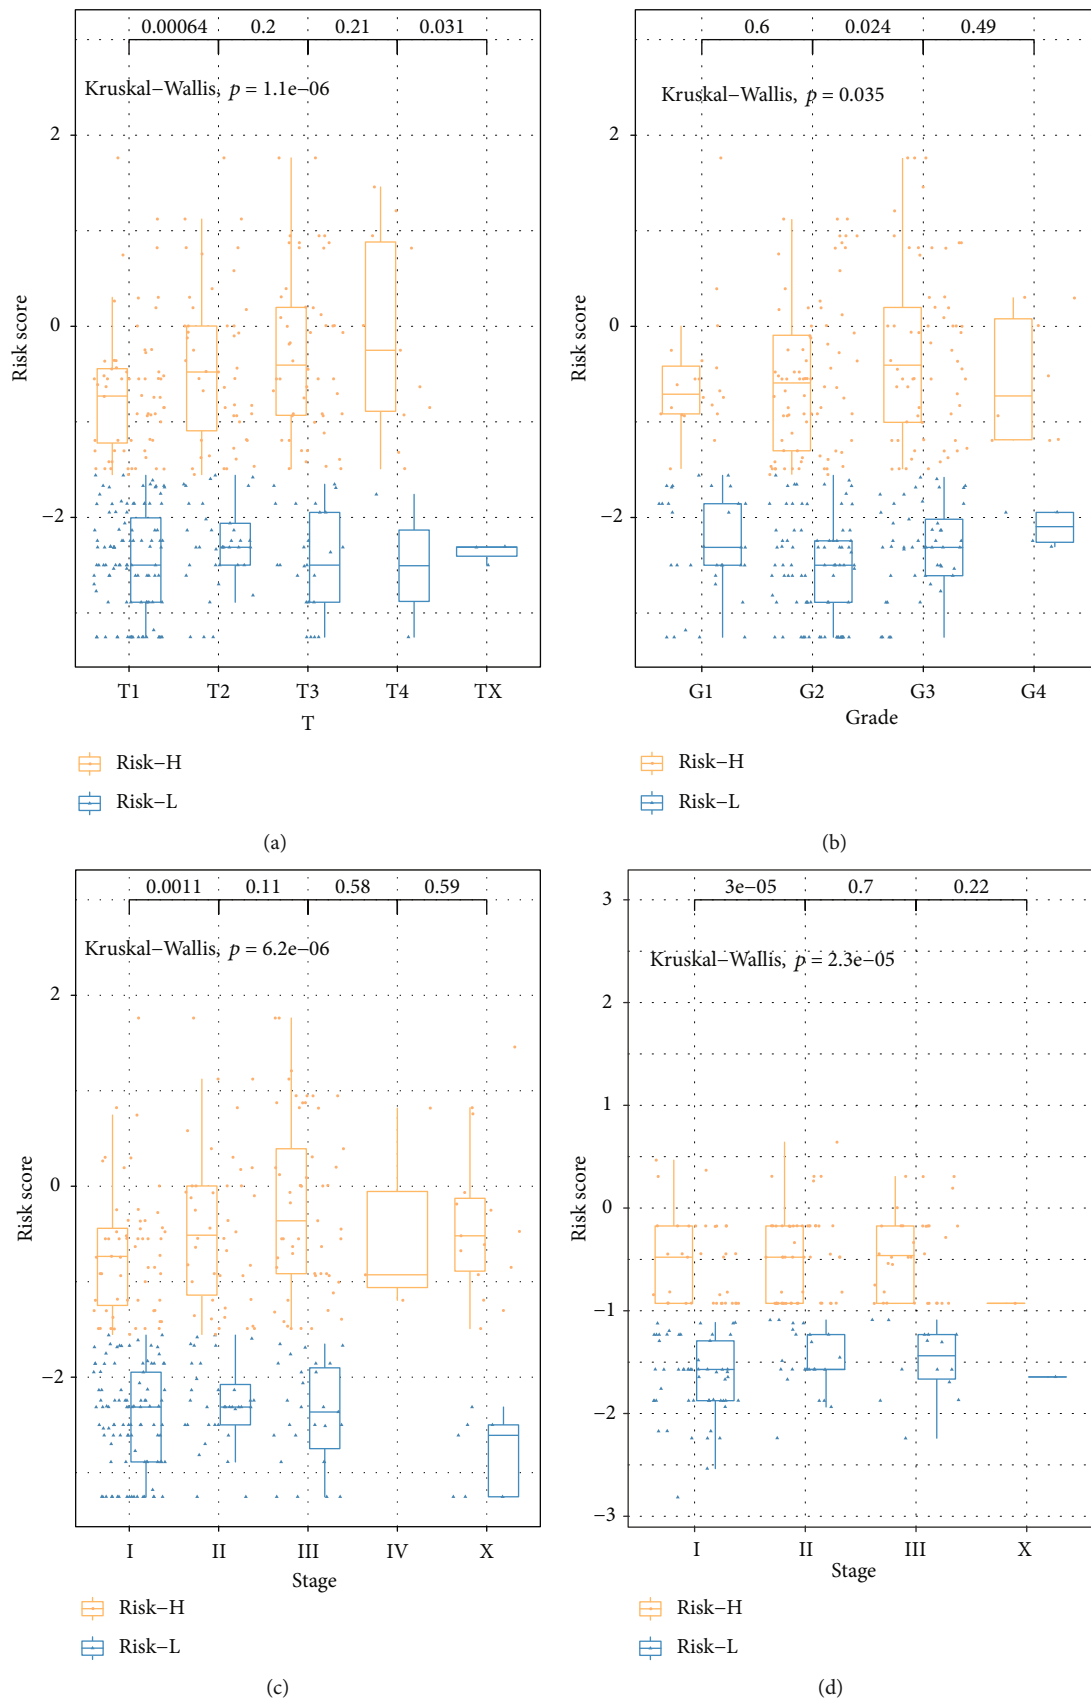 0.00064 0.2 0.21 0.031
Kruskal−Wallis, p = 1.1e−06
2
0
−2
Risk score
T1 T2 T3 T4 TX
T
Risk−H
Risk−L
(a)
0.6 0.024 0.49
Kruskal−Wallis, p = 0.035
2
0
−2
Risk score
G1 G2 G3 G4
Grade
Risk−H
Risk−L
(b)
0.0011 0.11 0.58 0.59
Kruskal−Wallis, p = 6.2e−06
2
0
−2
Risk score
I II III IV X
Stage
Risk−H
Risk−L
(c)
3e−05 0.7 0.22
Kruskal−Wallis, p = 2.3e−05
3
2
1
0
−1
−2
−3
Risk score
I II III X
Stage
Risk−H
Risk−L
(d)